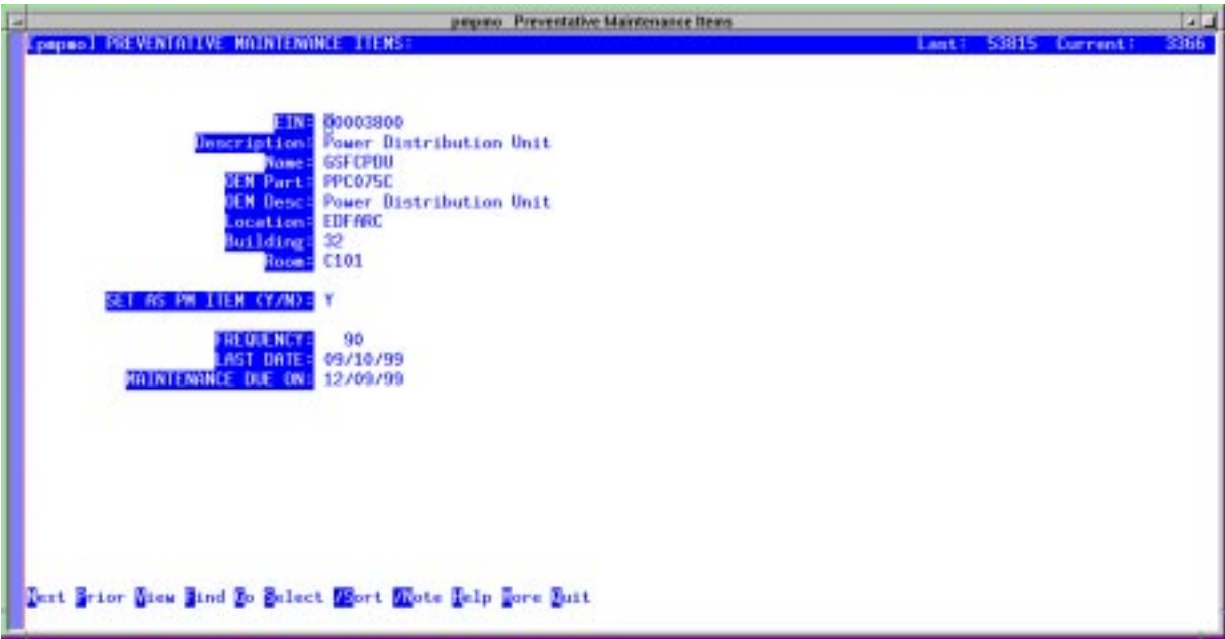 pmpmo Preventative Maintenance Items
[pmpmo] PREVENTATIVE MAINTENANCE ITEMS: Last: 53815 Current: 3366
EIN: 00003800
Description: Power Distribution Unit
Name: GSFCPDU
OEM Part: PPC075C
OEM Desc: Power Distribution Unit
Location: EDFARC
Building: 32
Room: C101
SET AS PM ITEM (Y/N): Y
FREQUENCY: 90
LAST DATE: 09/10/99
MAINTENANCE DUE ON: 12/09/99
Next Prior View Find Go Select /Sort /Note Help More Quit